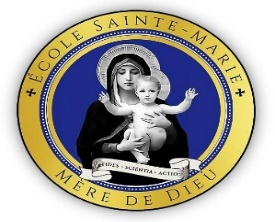 ÉCOLE SAINTE-MARIE
FIDES • SCIENTIA • ACTIO
MÈRE DE DIEU